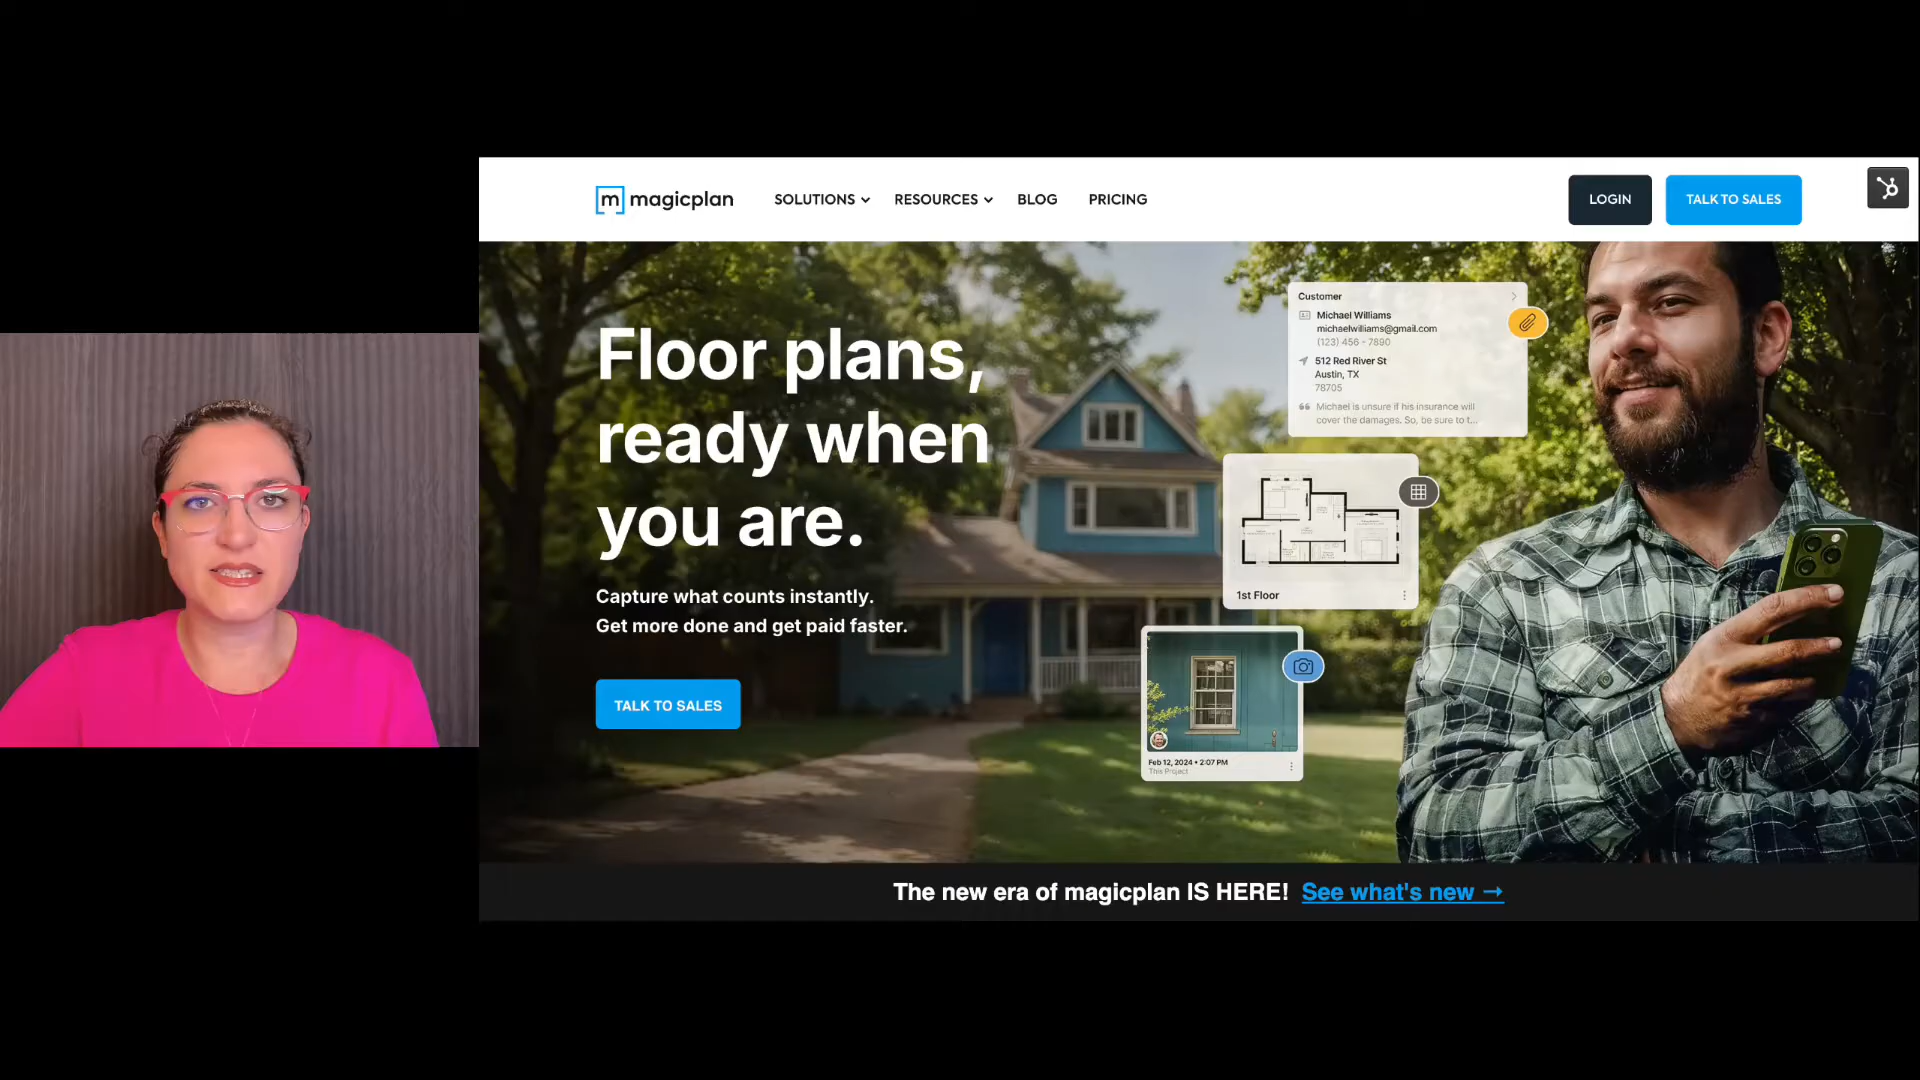 magicplan
SOLUTIONS
RESOURCES
BLOG
PRICING
LOGIN
TALK TO SALES
Floor plans,
ready when
you are.
Capture what counts instantly.
Get more done and get paid faster.
TALK TO SALES
Customer
Michael Williams
michaelwilliams@gmail.com
(123) 456 - 7890
512 Red River St
Austin, TX
78705
Michael is unsure if his insurance will
cover the damages. So, be sure to t...
1st Floor
Feb 12, 2024 • 2:07 PM
This Project
The new era of magicplan IS HERE! See what's new →